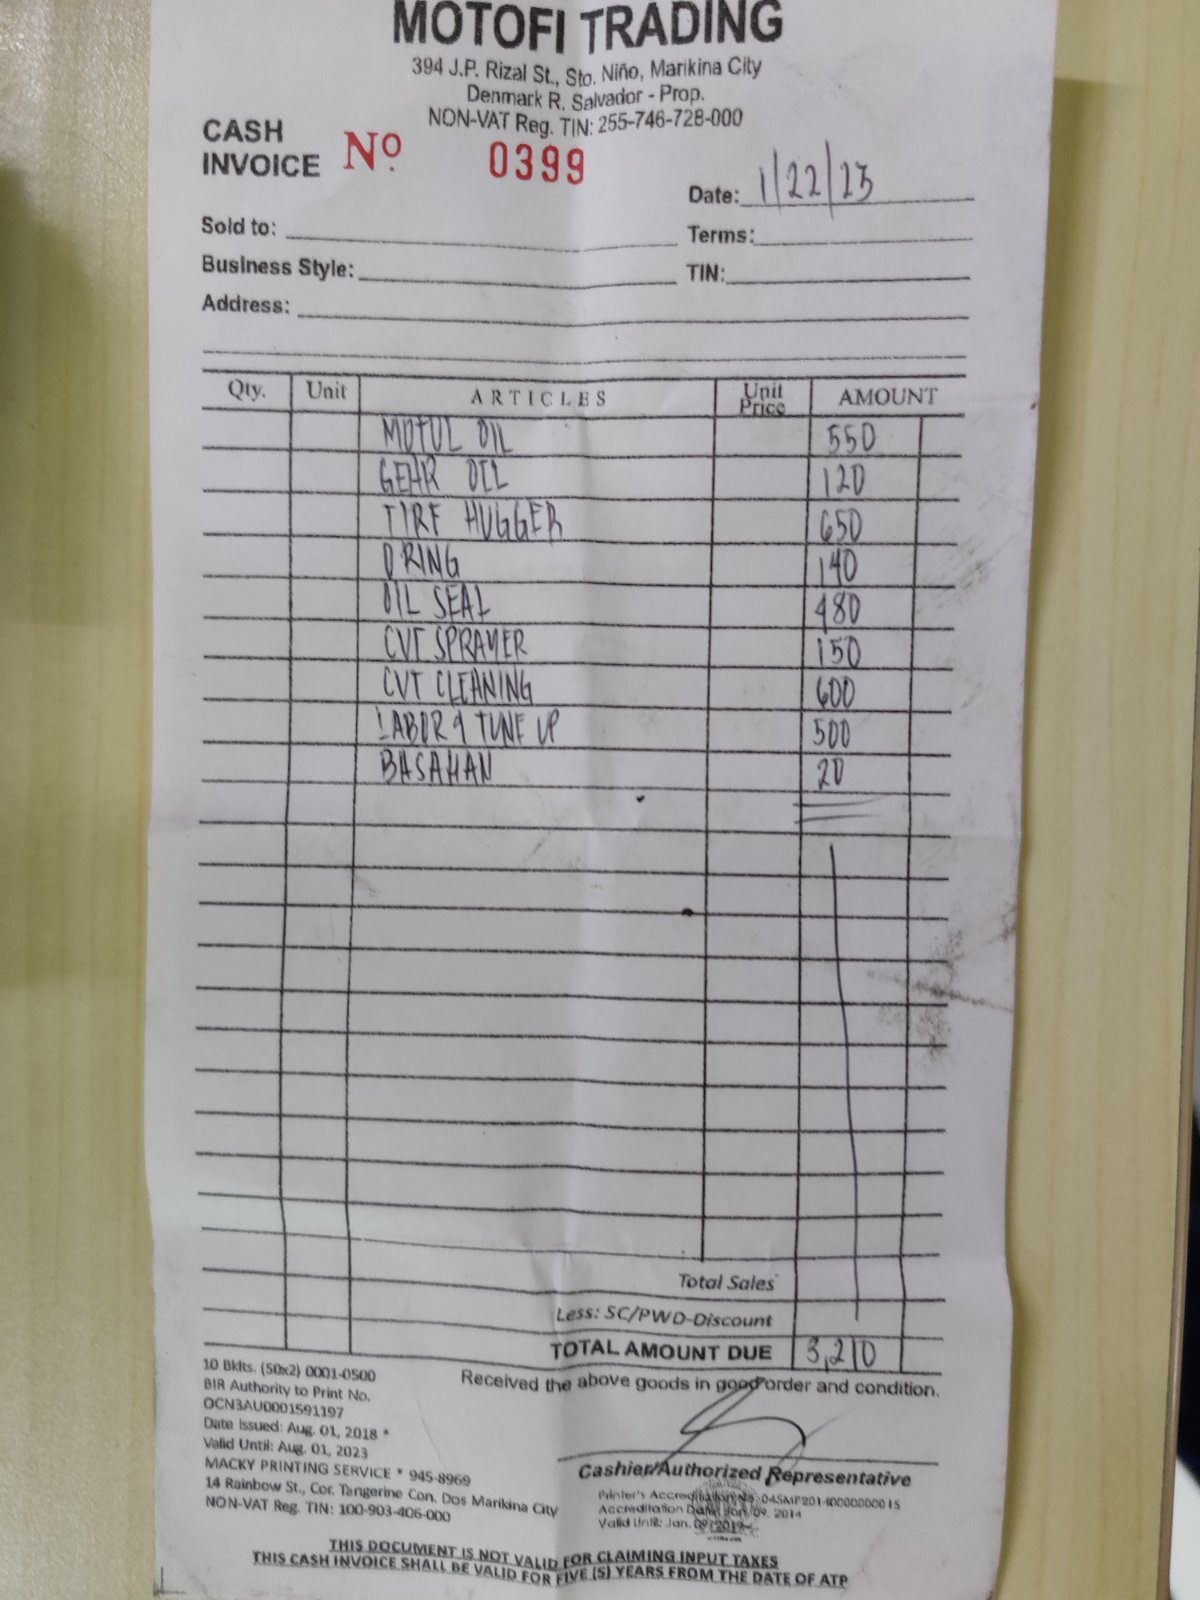 MOTOFI TRADING
394 J.P. Rizal St., Sto. Niño, Marikina City
Denmark R. Salvador - Prop.
NON-VAT Reg. TIN: 255-746-728-000
CASH INVOICE Nº 0399
Date: 1/22/23
Sold to:
Terms:
Business Style:
TIN:
Address:
Qty. Unit ARTICLES Unit Price AMOUNT
MOTUL OIL 550
GEAR OIL 120
TIRE HUGGER 650
O RING 140
OIL SEAL 480
CVT SPRAYER 150
CVT CLEANING 600
LABOR & TUNE UP 500
BASAHAN 20
Total Sales
Less: SC/PWD-Discount
TOTAL AMOUNT DUE 3,210
Received the above goods in good order and condition.
10 Bklts. (50x2) 0001-0500
BIR Authority to Print No.
OCN3AU0001591197
Date Issued: Aug. 01, 2018 *
Valid Until: Aug. 01, 2023
MACKY PRINTING SERVICE * 945-8969
14 Rainbow St., Cor. Tangerine Con. Dos Marikina City
NON-VAT Reg. TIN: 100-903-406-000
Cashier/Authorized Representative
Printer's Accreditation No. 045MP20140000000015
Accreditation Date: Jan. 09, 2014
Valid Until: Jan. 09, 2019
THIS DOCUMENT IS NOT VALID FOR CLAIMING INPUT TAXES
THIS CASH INVOICE SHALL BE VALID FOR FIVE (5) YEARS FROM THE DATE OF ATP